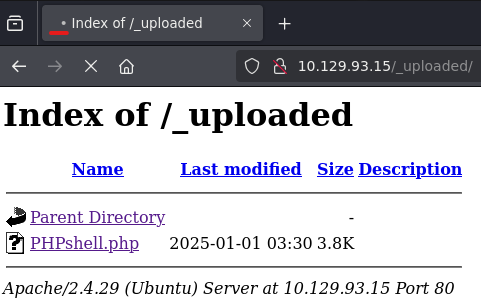 Index of /_uploaded
10.129.93.15/_uploaded/
Index of /_uploaded
Name Last modified Size Description
Parent Directory -
PHPshell.php 2025-01-01 03:30 3.8K
Apache/2.4.29 (Ubuntu) Server at 10.129.93.15 Port 80